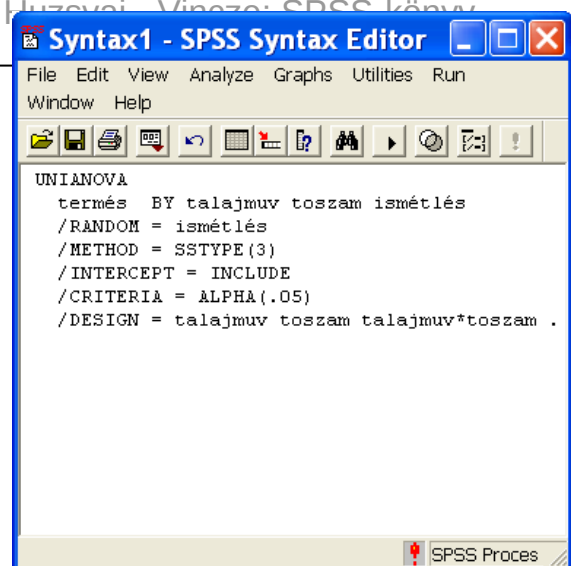 Huzsvai - Vincze: SPSS-könyv
Syntax1 - SPSS Syntax Editor
File Edit View Analyze Graphs Utilities Run
Window Help
UNIANOVA
termés BY talajmuv toszam ismétlés
/RANDOM = ismétlés
/METHOD = SSTYPE(3)
/INTERCEPT = INCLUDE
/CRITERIA = ALPHA(.05)
/DESIGN = talajmuv toszam talajmuv*toszam .
SPSS Proces